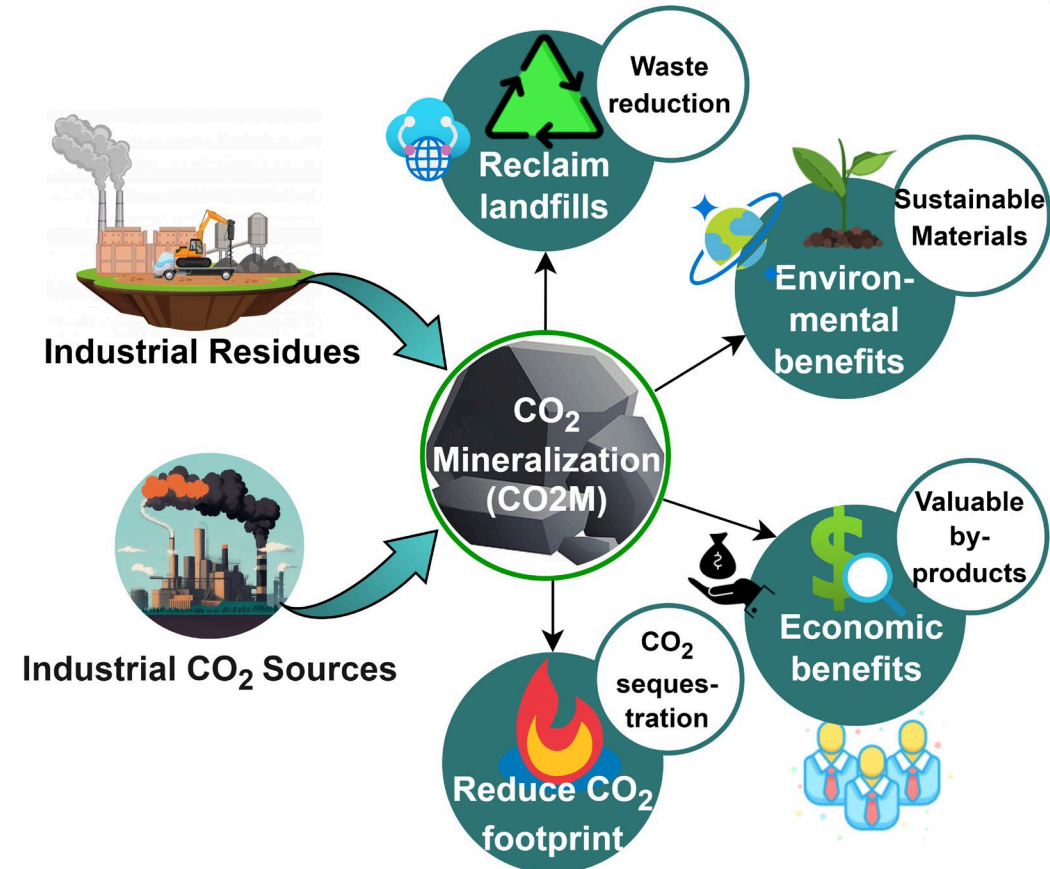 Waste
reduction
Reclaim
landfills
Sustainable
Materials
Environ-
mental
benefits
Industrial Residues
CO₂
Mineralization
(CO2M)
Industrial CO₂ Sources
Valuable
by-
products
Economic
benefits
CO₂
seques-
tration
Reduce CO₂
footprint